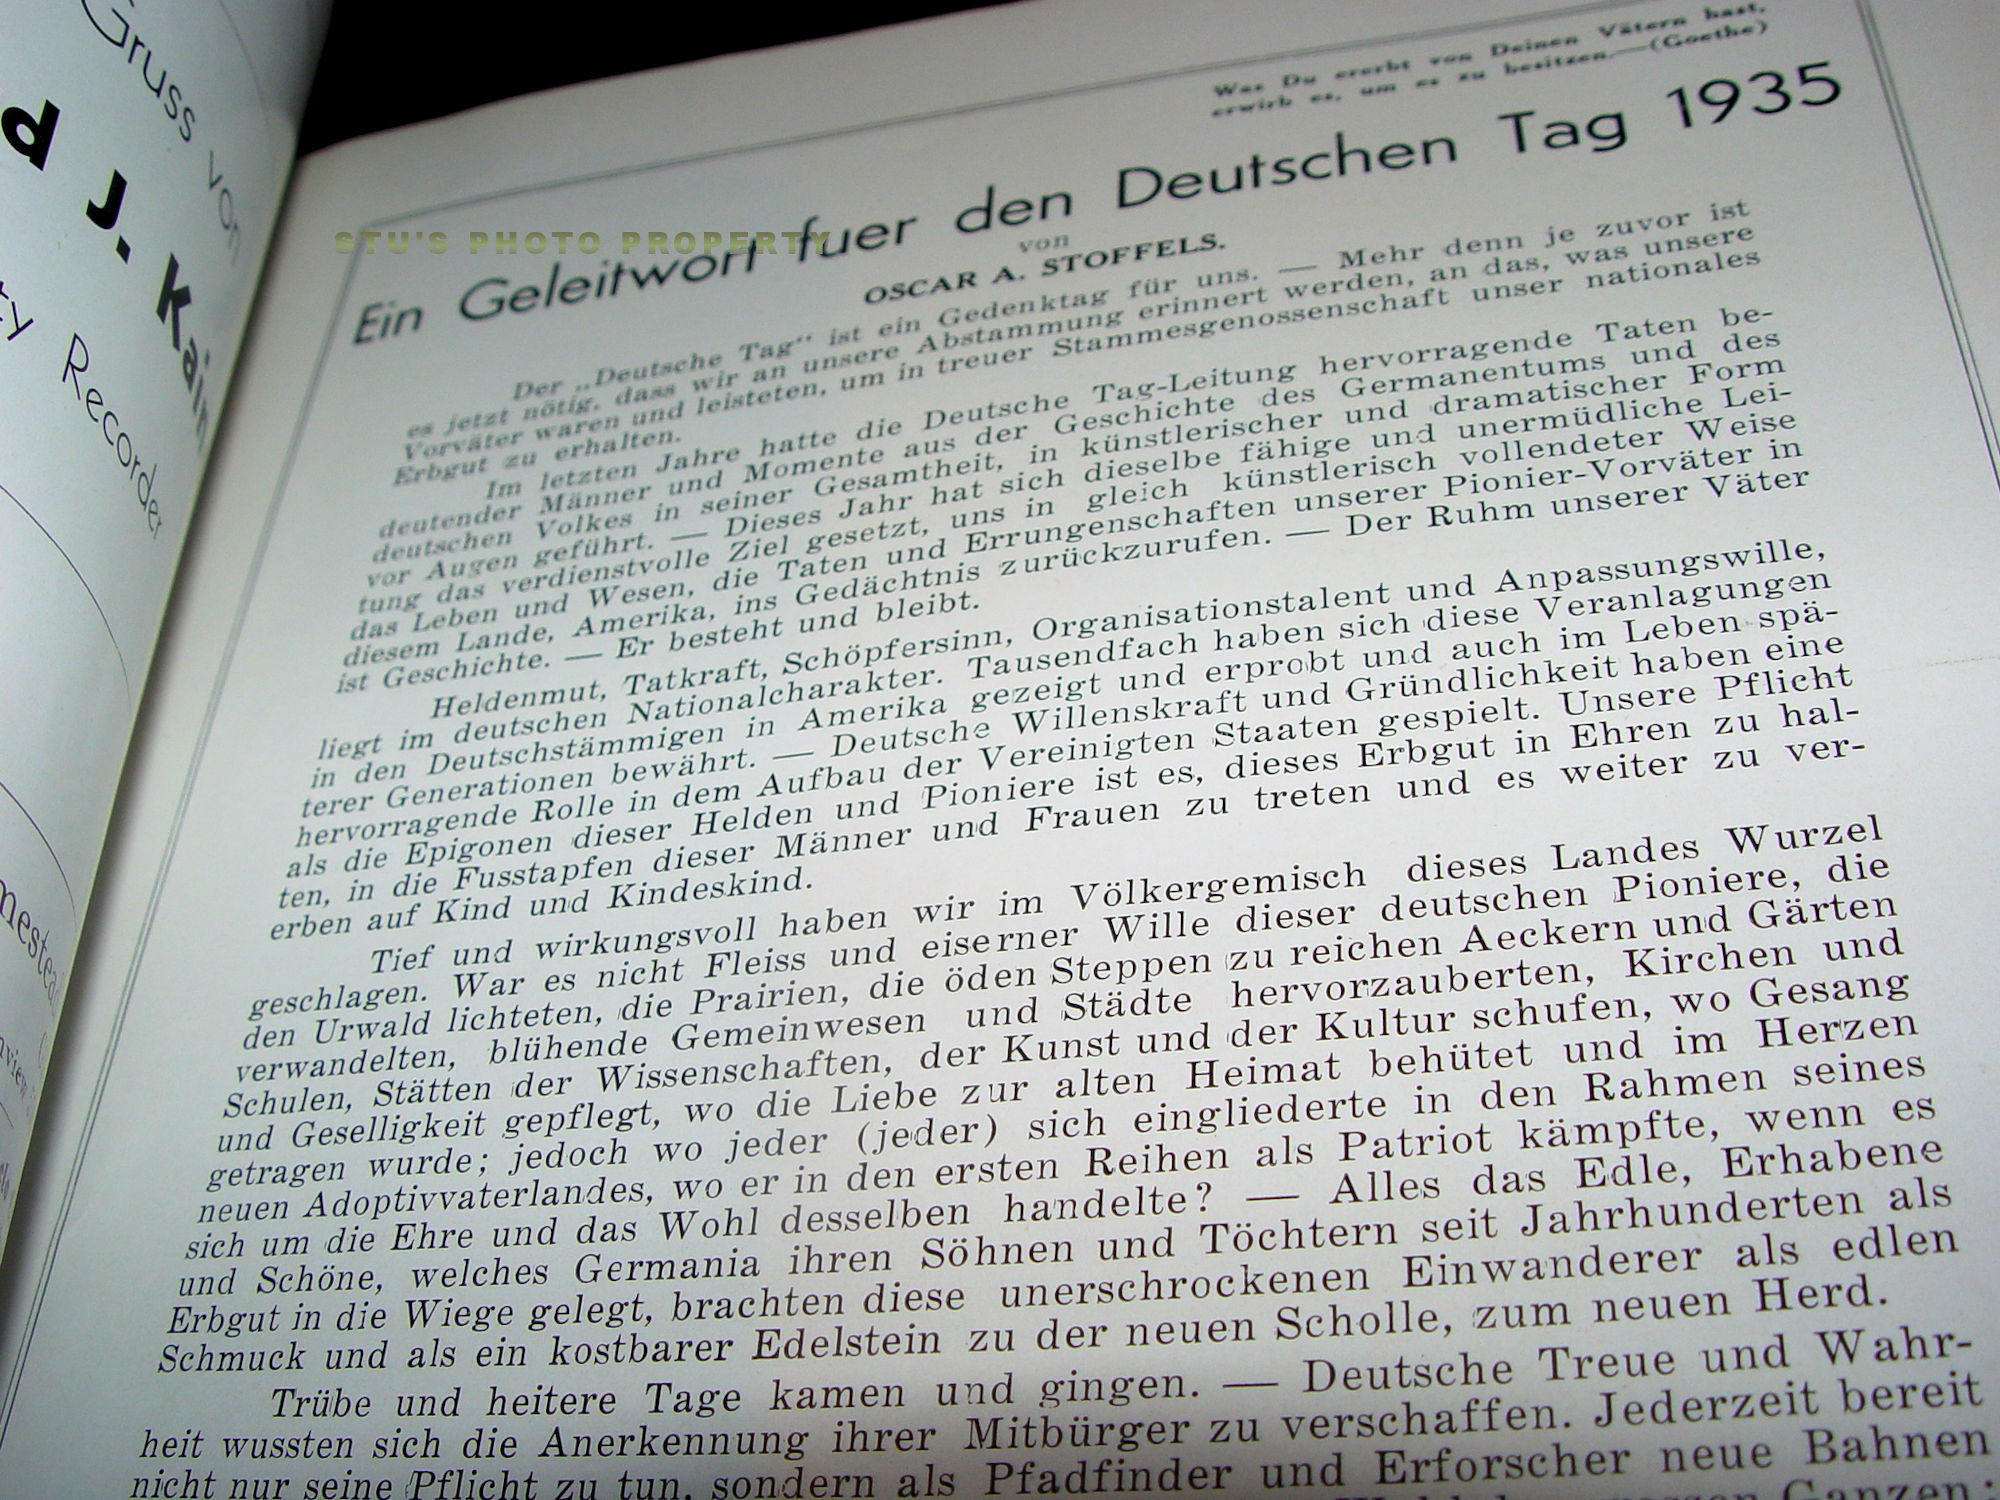 Gruss von
d J. Kain
ty Recorder
Was Du ererbt von Deinen Vätern hast,
erwirb es, um es zu besitzen.—(Goethe)
Ein Geleitwort fuer den Deutschen Tag 1935
STU'S PHOTO PROPERTY
von
OSCAR A. STOFFELS.
Der „Deutsche Tag“ ist ein Gedenktag für uns. — Mehr denn je zuvor ist
es jetzt nötig, dass wir an unsere Abstammung erinnert werden, an das, was unsere
Vorväter waren und leisteten, um in treuer Stammesgenossenschaft unser nationales
Erbgut zu erhalten.
Im letzten Jahre hatte die Deutsche Tag-Leitung hervorragende Taten be-
deutender Männer und Momente aus der Geschichte des Germanentums und des
deutschen Volkes in seiner Gesamtheit, in künstlerischer und dramatischer Form
vor Augen geführt. — Dieses Jahr hat sich dieselbe fähige und unermüdliche Lei-
tung das verdienstvolle Ziel gesetzt, uns in gleich künstlerisch vollendeter Weise
das Leben und Wesen, die Taten und Errungenschaften unserer Pionier-Vorväter in
diesem Lande, Amerika, ins Gedächtnis zurückzurufen. — Der Ruhm unserer Väter
ist Geschichte. — Er besteht und bleibt.
Heldenmut, Tatkraft, Schöpfersinn, Organisationstalent und Anpassungswille,
liegt im deutschen Nationalcharakter. Tausendfach haben sich diese Veranlagungen
in den Deutschstämmigen in Amerika gezeigt und erprobt und auch im Leben spä-
terer Generationen bewährt. — Deutsche Willenskraft und Gründlichkeit haben eine
hervorragende Rolle in dem Aufbau der Vereinigten Staaten gespielt. Unsere Pflicht
als die Epigonen dieser Helden und Pioniere ist es, dieses Erbgut in Ehren zu hal-
ten, in die Fusstapfen dieser Männer und Frauen zu treten und es weiter zu ver-
erben auf Kind und Kindeskind.
Tief und wirkungsvoll haben wir im Völkergemisch dieses Landes Wurzel
geschlagen. War es nicht Fleiss und eiserner Wille dieser deutschen Pioniere, die
den Urwald lichteten, die Prairien, die öden Steppen zu reichen Aeckern und Gärten
verwandelten, blühende Gemeinwesen und Städte hervorzauberten, Kirchen und
Schulen, Stätten der Wissenschaften, der Kunst und der Kultur schufen, wo Gesang
und Geselligkeit gepflegt, wo die Liebe zur alten Heimat behütet und im Herzen
getragen wurde; jedoch wo jeder (jeder) sich eingliederte in den Rahmen seines
neuen Adoptivvaterlandes, wo er in den ersten Reihen als Patriot kämpfte, wenn es
sich um die Ehre und das Wohl desselben handelte? — Alles das Edle, Erhabene
und Schöne, welches Germania ihren Söhnen und Töchtern seit Jahrhunderten als
Erbgut in die Wiege gelegt, brachten diese unerschrockenen Einwanderer als edlen
Schmuck und als ein kostbarer Edelstein zu der neuen Scholle, zum neuen Herd.
Trübe und heitere Tage kamen und gingen. — Deutsche Treue und Wahr-
heit wussten sich die Anerkennung ihrer Mitbürger zu verschaffen. Jederzeit bereit
nicht nur seine Pflicht zu tun, sondern als Pfadfinder und Erforscher neue Bahnen
Ganzen;